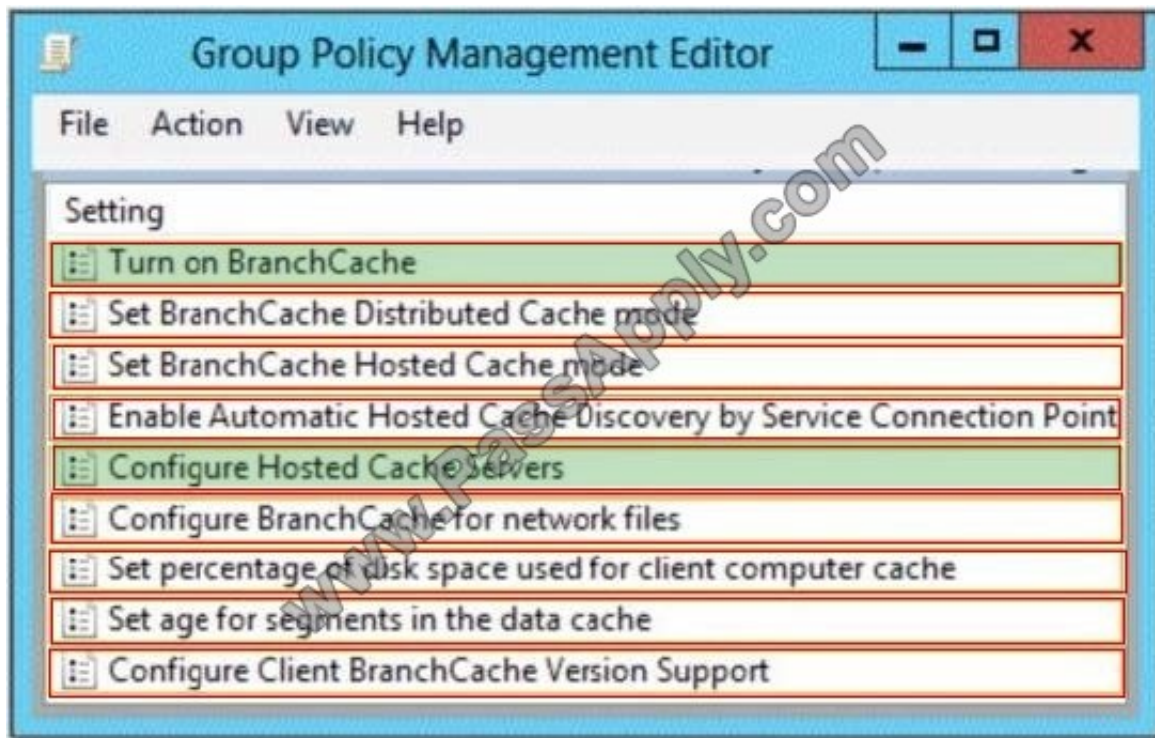 Group Policy Management Editor
File Action View Help
Setting
Turn on BranchCache
Set BranchCache Distributed Cache mode
Set BranchCache Hosted Cache mode
Enable Automatic Hosted Cache Discovery by Service Connection Point
Configure Hosted Cache Servers
Configure BranchCache for network files
Set percentage of disk space used for client computer cache
Set age for segments in the data cache
Configure Client BranchCache Version Support
www.PassApply.com